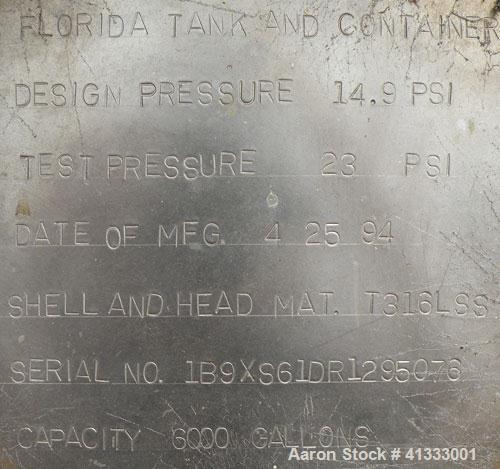 FLORIDA TANK AND CONTAINER
DESIGN PRESSURE 14.9 PSI
TEST PRESSURE 23 PSI
DATE OF MFG. 4 25 94
SHELL AND HEAD MAT. T316LSS
SERIAL NO. 1B9XS61DR1295076
CAPACITY 6000 GALLONS
Aaron Stock # 41333001